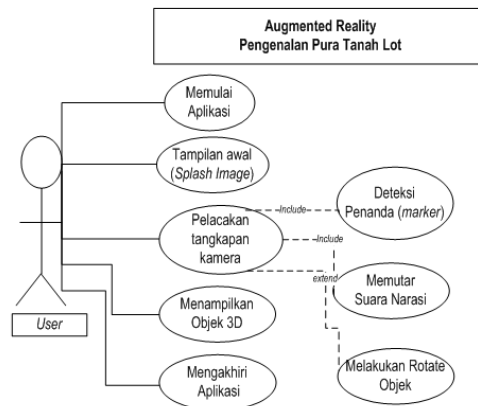 Augmented Reality
Pengenalan Pura Tanah Lot
Memulai
Aplikasi
Tampilan awal
(Splash Image)
Pelacakan
tangkapan
kamera
Menampilkan
Objek 3D
Mengakhiri
Aplikasi
User
Include
Include
extend
Deteksi
Penanda (marker)
Memutar
Suara Narasi
Melakukan Rotate
Objek